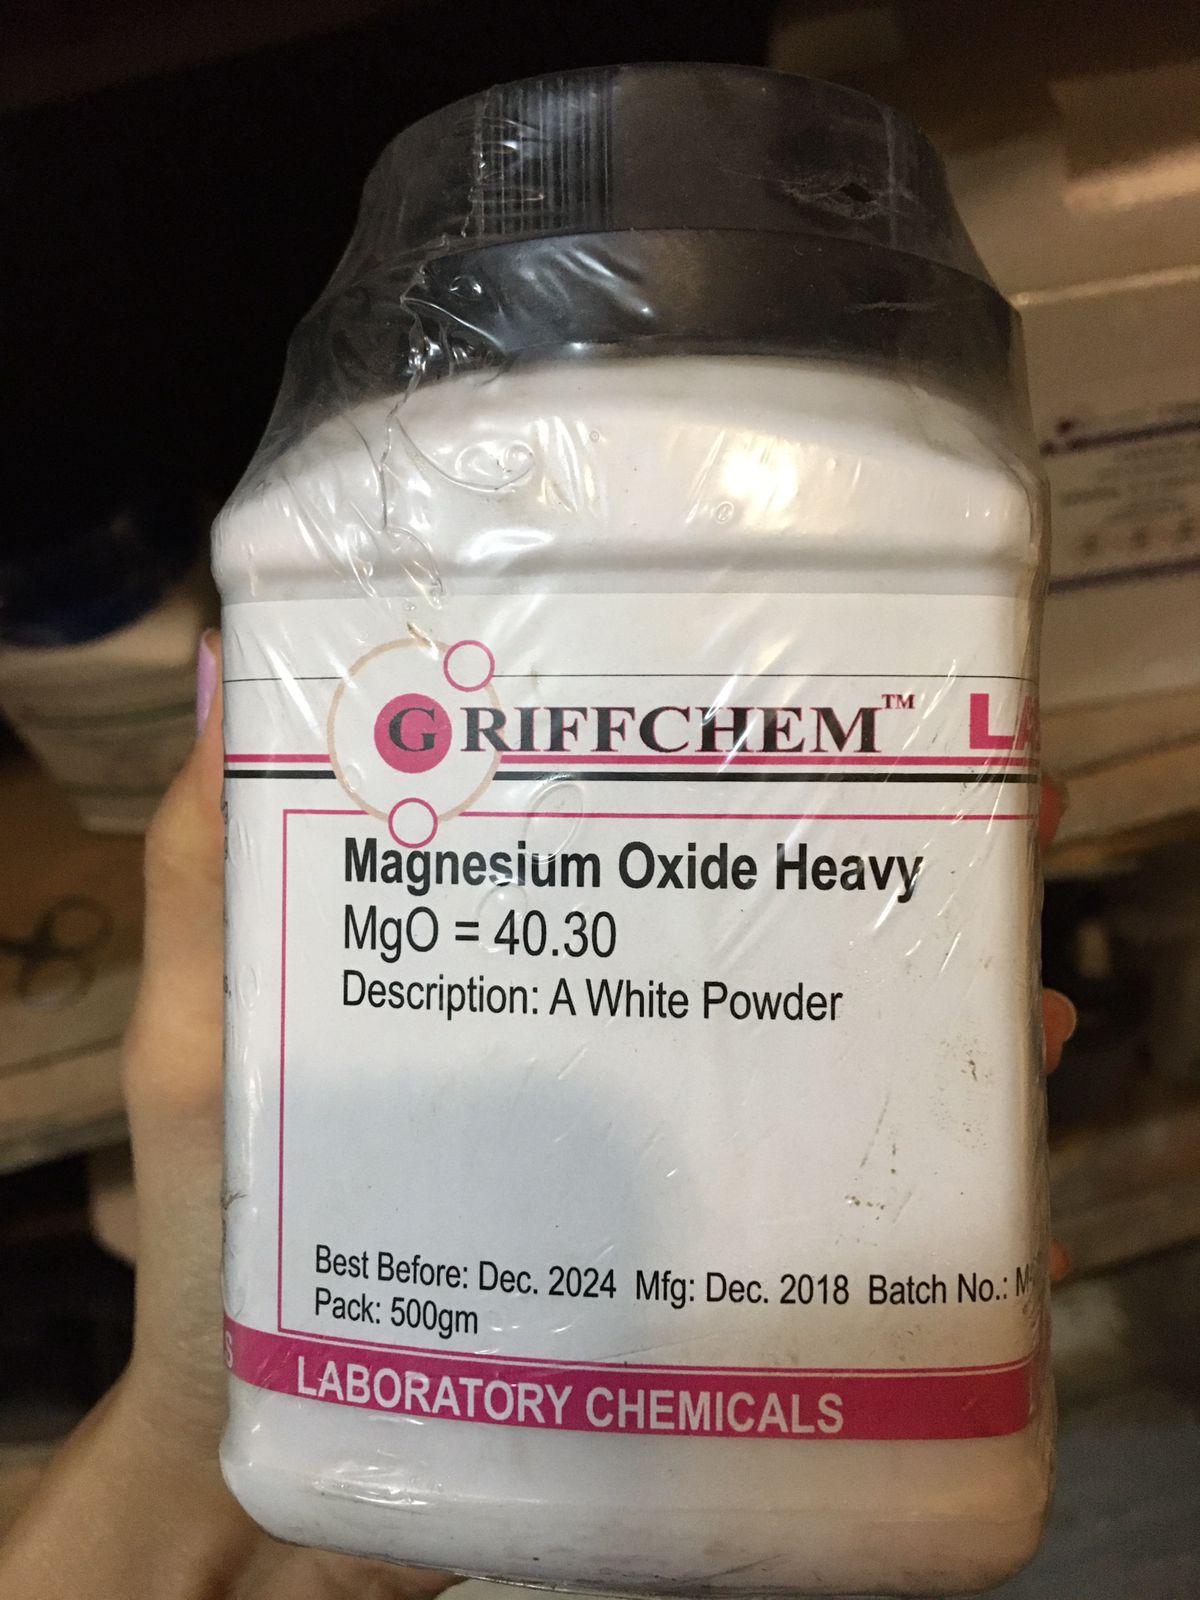 GRIFFCHEM™ LA
Magnesium Oxide Heavy
MgO = 40.30
Description: A White Powder
Best Before: Dec. 2024 Mfg: Dec. 2018 Batch No.: M
Pack: 500gm
S
LABORATORY CHEMICALS